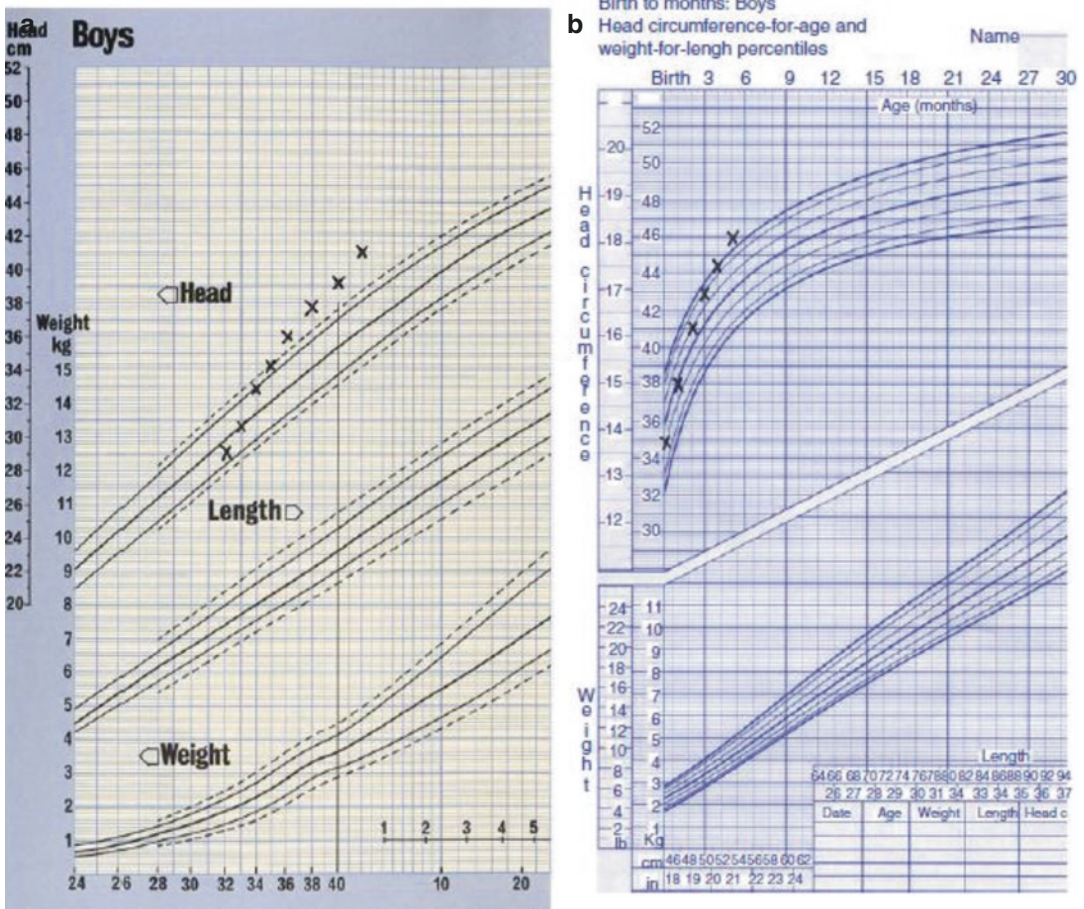 a
Head
cm
Boys
52
50
48
46
44
42
40
38
36
34
32
30
28
26
24
22
20
Head
Weight
kg
15
14
13
12
11
10
9
8
7
6
5
4
3
2
1
Length
Weight
1 2 3 4 5
24 26 28 30 32 34 36 38 40 10 20
b
Birth to months: Boys
Head circumference-for-age and
weight-for-lengh percentiles
Name
Birth 3 6 9 12 15 18 21 24 27 30
Age (months)
Head circumfefence
20
19
18
17
16
15
14
13
12
52
50
48
46
44
42
40
38
36
34
32
30
Weight
24
22
20
18
16
14
12
10
8
6
4
2
lb
11
10
9
8
7
6
5
4
3
2
1
Kg
Length
64 66 68 70 72 74 76 78 80 82 84 86 88 90 92 94
26 27 28 29 30 31 34 33 34 35 36 37
Date Age Weight Length Head c
cm 46 48 50 52 54 56 58 60 62
in 18 19 20 21 22 23 24